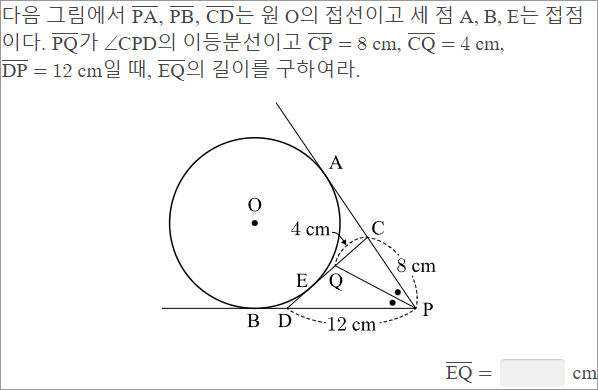 다음 그림에서 PA, PB, CD는 원 O의 접선이고 세 점 A, B, E는 접점
이다. PQ가 ∠CPD의 이등분선이고 CP = 8 cm, CQ = 4 cm,
DP = 12 cm일 때, EQ의 길이를 구하여라.
A
O
4 cm
C
8 cm
E
Q
P
B
D
12 cm
EQ = cm